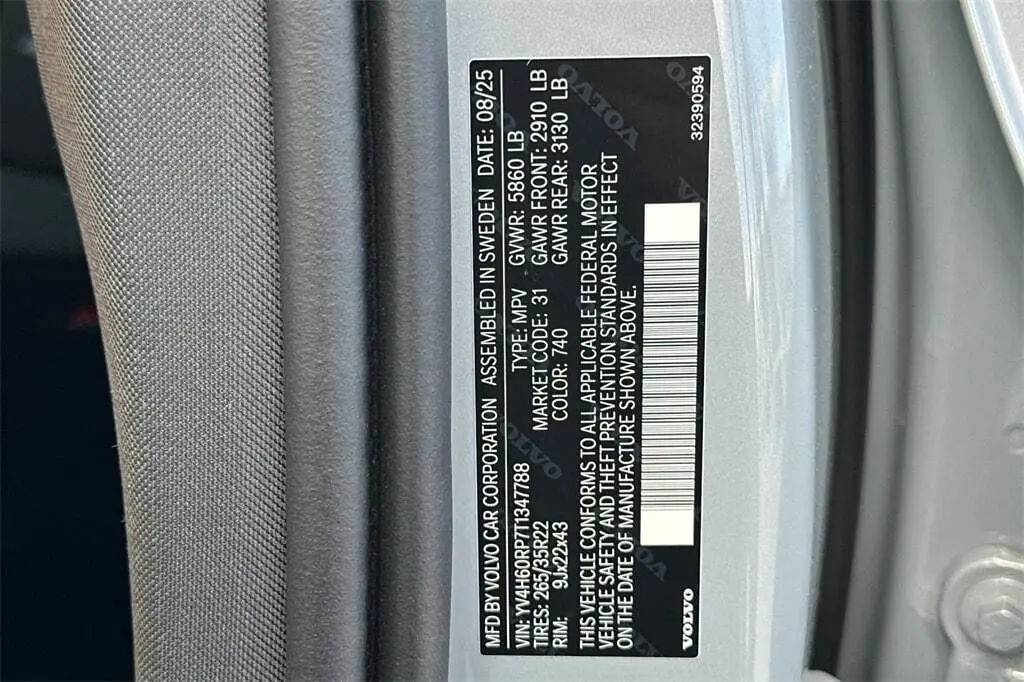 MFD BY VOLVO CAR CORPORATION ASSEMBLED IN SWEDEN DATE: 08/25
VIN: YV4H60RP7T1347788 TYPE: MPV GVWR: 5860 LB
TIRES: 265/35R22 MARKET CODE: 31 GAWR FRONT: 2910 LB
RIM: 9Jx22x43 COLOR: 740 GAWR REAR: 3130 LB
THIS VEHICLE CONFORMS TO ALL APPLICABLE FEDERAL MOTOR
VEHICLE SAFETY AND THEFT PREVENTION STANDARDS IN EFFECT
ON THE DATE OF MANUFACTURE SHOWN ABOVE.
VOLVO 32390594